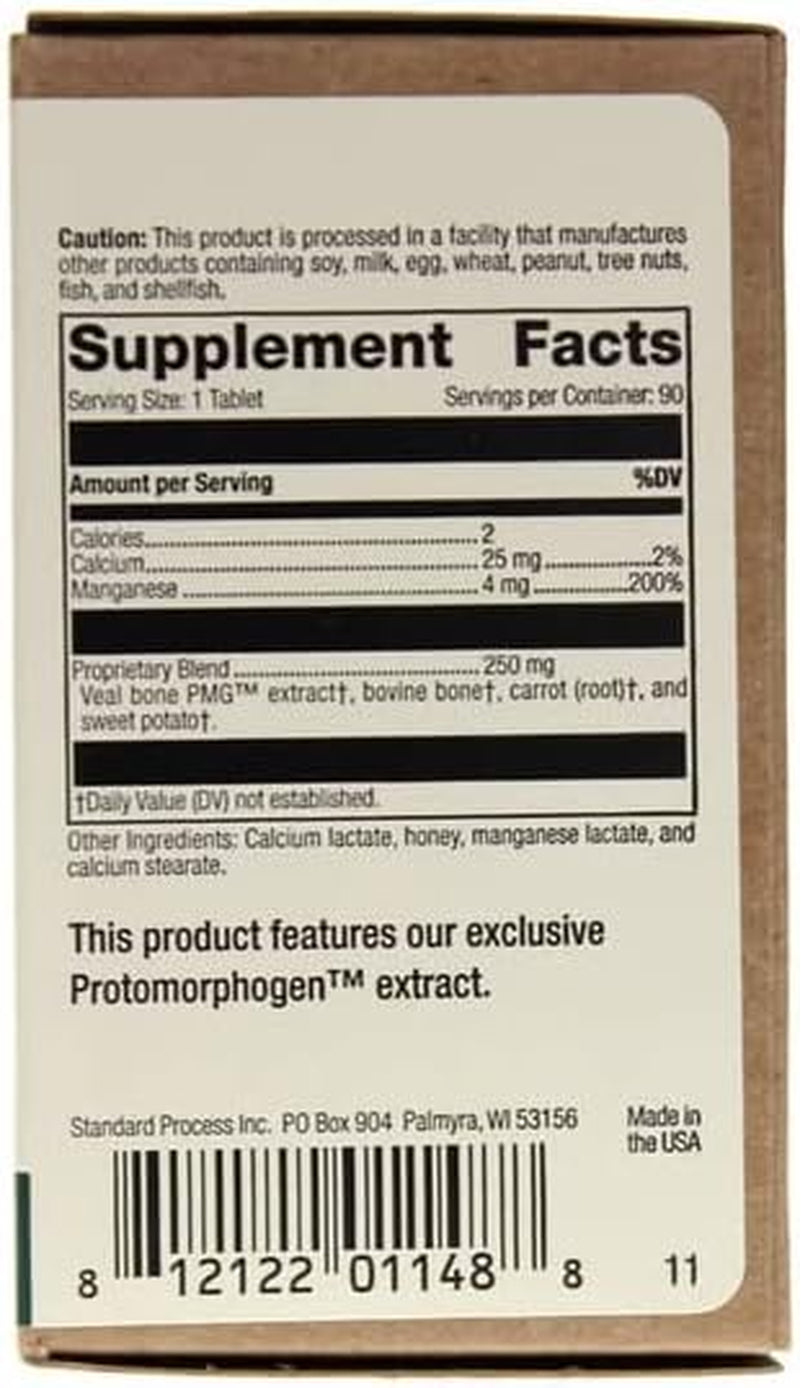 Caution: This product is processed in a facility that manufactures
other products containing soy, milk, egg, wheat, peanut, tree nuts,
fish, and shellfish.
Supplement Facts
Serving Size: 1 Tablet Servings per Container: 90
Amount per Serving %DV
Calories 2
Calcium 25 mg 2%
Manganese 4 mg 200%
Proprietary Blend 250 mg
Veal bone PMG™ extract†, bovine bone†, carrot (root)†, and
sweet potato†.
†Daily Value (DV) not established.
Other Ingredients: Calcium lactate, honey, manganese lactate, and
calcium stearate.
This product features our exclusive
Protomorphogen™ extract.
Standard Process Inc. PO Box 904 Palmyra, WI 53156 Made in
the USA
8 12122 01148 8 11